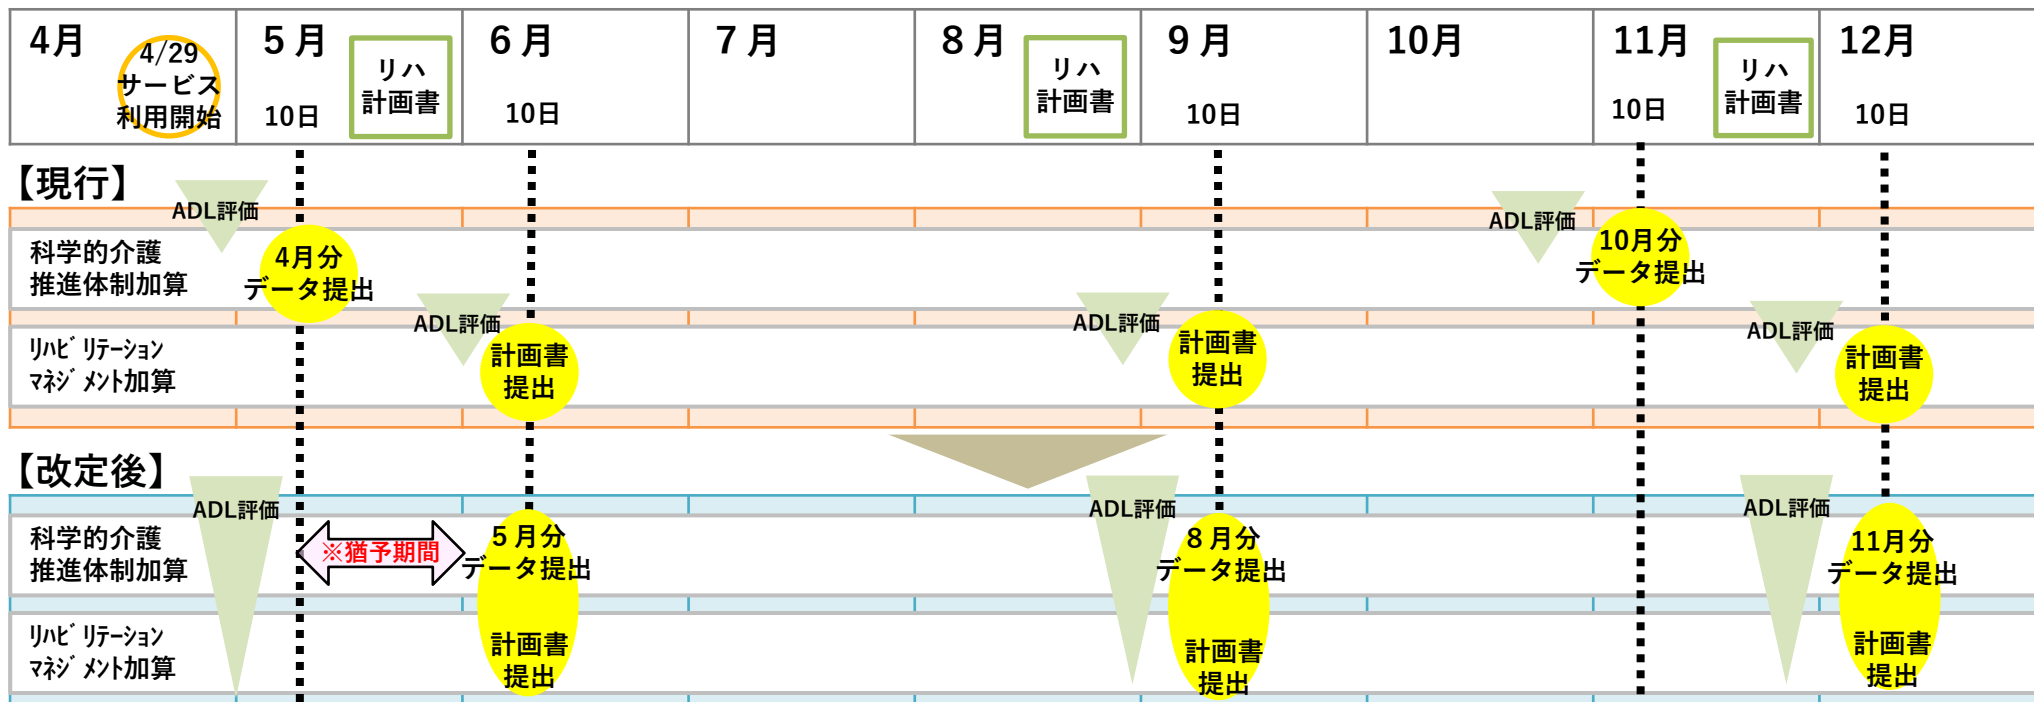 4月
4/29
サービス
利用開始
５月
10日
リハ
計画書
６月
10日
７月
８月
リハ
計画書
９月
10日
10月
11月
10日
リハ
計画書
12月
10日
【現行】
ADL評価
ADL評価
科学的介護
推進体制加算
4月分
データ提出
10月分
データ提出
ADL評価
ADL評価
ADL評価
ﾘﾊﾋﾞﾘﾃｰｼｮﾝ
ﾏﾈｼﾞﾒﾝﾄ加算
計画書
提出
計画書
提出
計画書
提出
【改定後】
ADL評価
ADL評価
ADL評価
科学的介護
推進体制加算
※猶予期間
５月分
データ提出
８月分
データ提出
11月分
データ提出
ﾘﾊﾋﾞﾘﾃｰｼｮﾝ
ﾏﾈｼﾞﾒﾝﾄ加算
計画書
提出
計画書
提出
計画書
提出